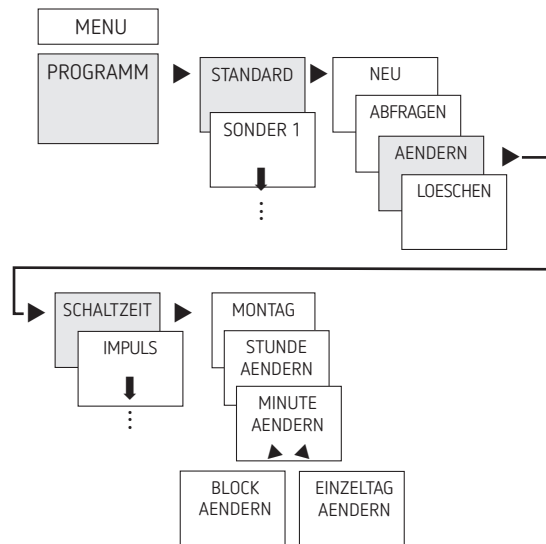 MENU
PROGRAMM
STANDARD
SONDER 1
NEU
ABFRAGEN
AENDERN
LOESCHEN
SCHALTZEIT
IMPULS
MONTAG
STUNDE
AENDERN
MINUTE
AENDERN
BLOCK
AENDERN
EINZELTAG
AENDERN